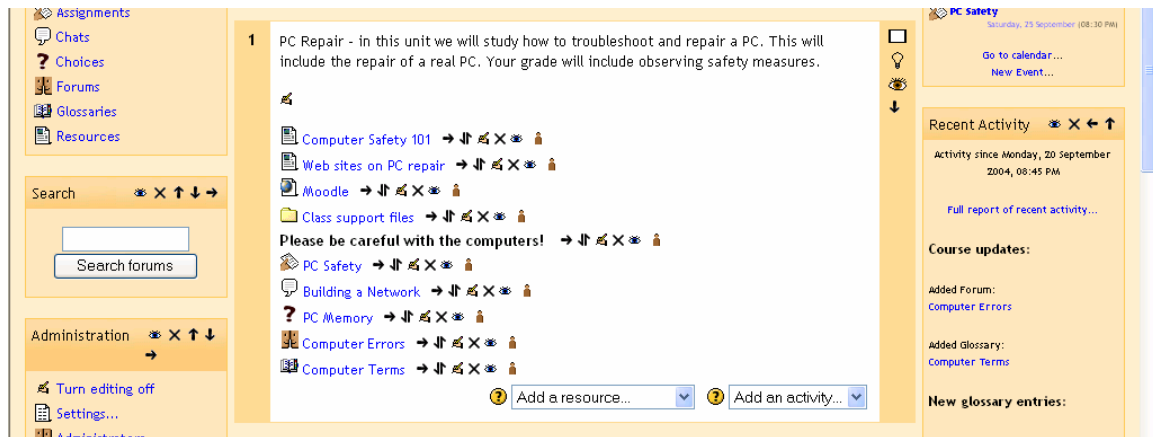 Assignments
Chats
Choices
Forums
Glossaries
Resources
Search
Search forums
Administration
Turn editing off
Settings...
Administrators
1
PC Repair - in this unit we will study how to troubleshoot and repair a PC. This will
include the repair of a real PC. Your grade will include observing safety measures.
Computer Safety 101
Web sites on PC repair
Moodle
Class support files
Please be careful with the computers!
PC Safety
Building a Network
? PC Memory
Computer Errors
Computer Terms
? Add a resource... ? Add an activity...
PC Safety
Saturday, 25 September (08:30 PM)
Go to calendar...
New Event...
Recent Activity
Activity since Monday, 20 September
2004, 08:45 PM
Full report of recent activity...
Course updates:
Added Forum:
Computer Errors
Added Glossary:
Computer Terms
New glossary entries: